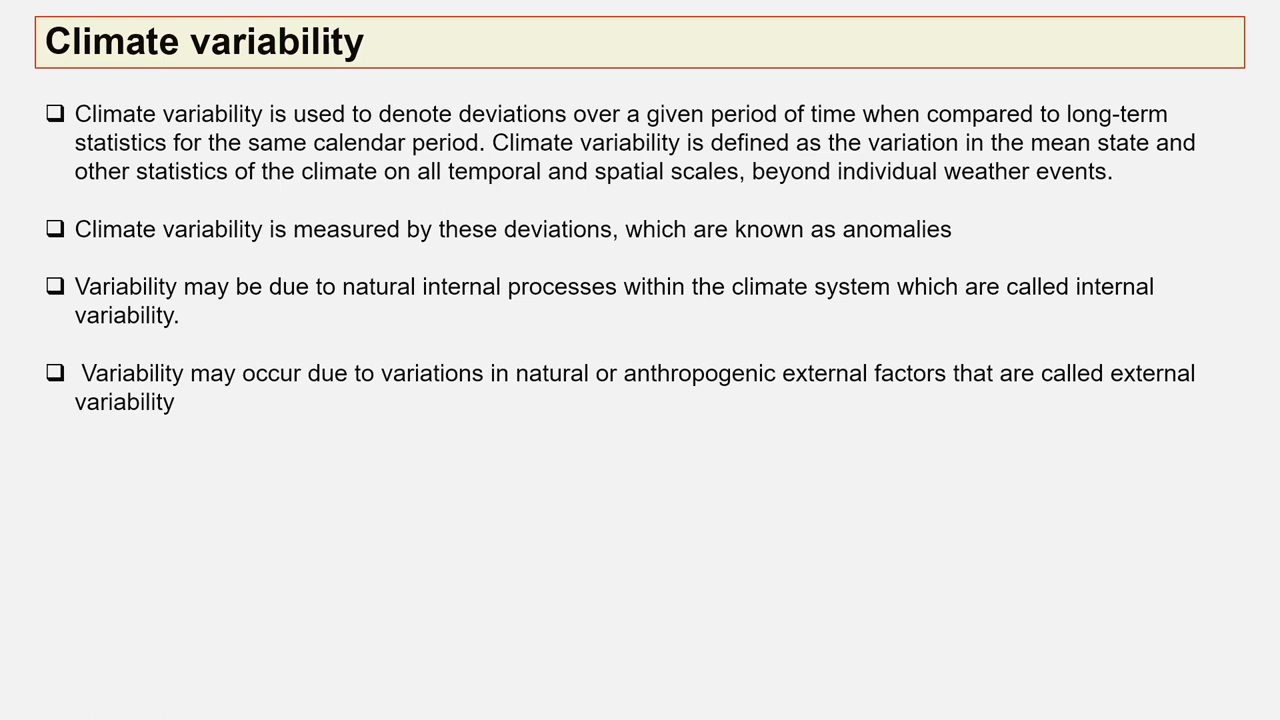 Climate variability
❑ Climate variability is used to denote deviations over a given period of time when compared to long-term
statistics for the same calendar period. Climate variability is defined as the variation in the mean state and
other statistics of the climate on all temporal and spatial scales, beyond individual weather events.
❑ Climate variability is measured by these deviations, which are known as anomalies
❑ Variability may be due to natural internal processes within the climate system which are called internal
variability.
❑ Variability may occur due to variations in natural or anthropogenic external factors that are called external
variability